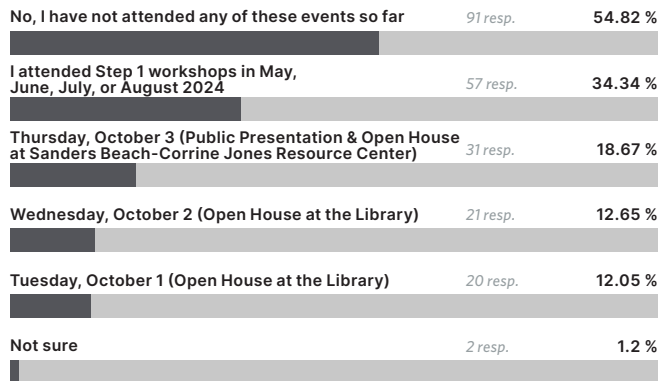 No, I have not attended any of these events so far 91 resp. 54.82 %
I attended Step 1 workshops in May,
June, July, or August 2024 57 resp. 34.34 %
Thursday, October 3 (Public Presentation & Open House
at Sanders Beach-Corrine Jones Resource Center) 31 resp. 18.67 %
Wednesday, October 2 (Open House at the Library) 21 resp. 12.65 %
Tuesday, October 1 (Open House at the Library) 20 resp. 12.05 %
Not sure 2 resp. 1.2 %